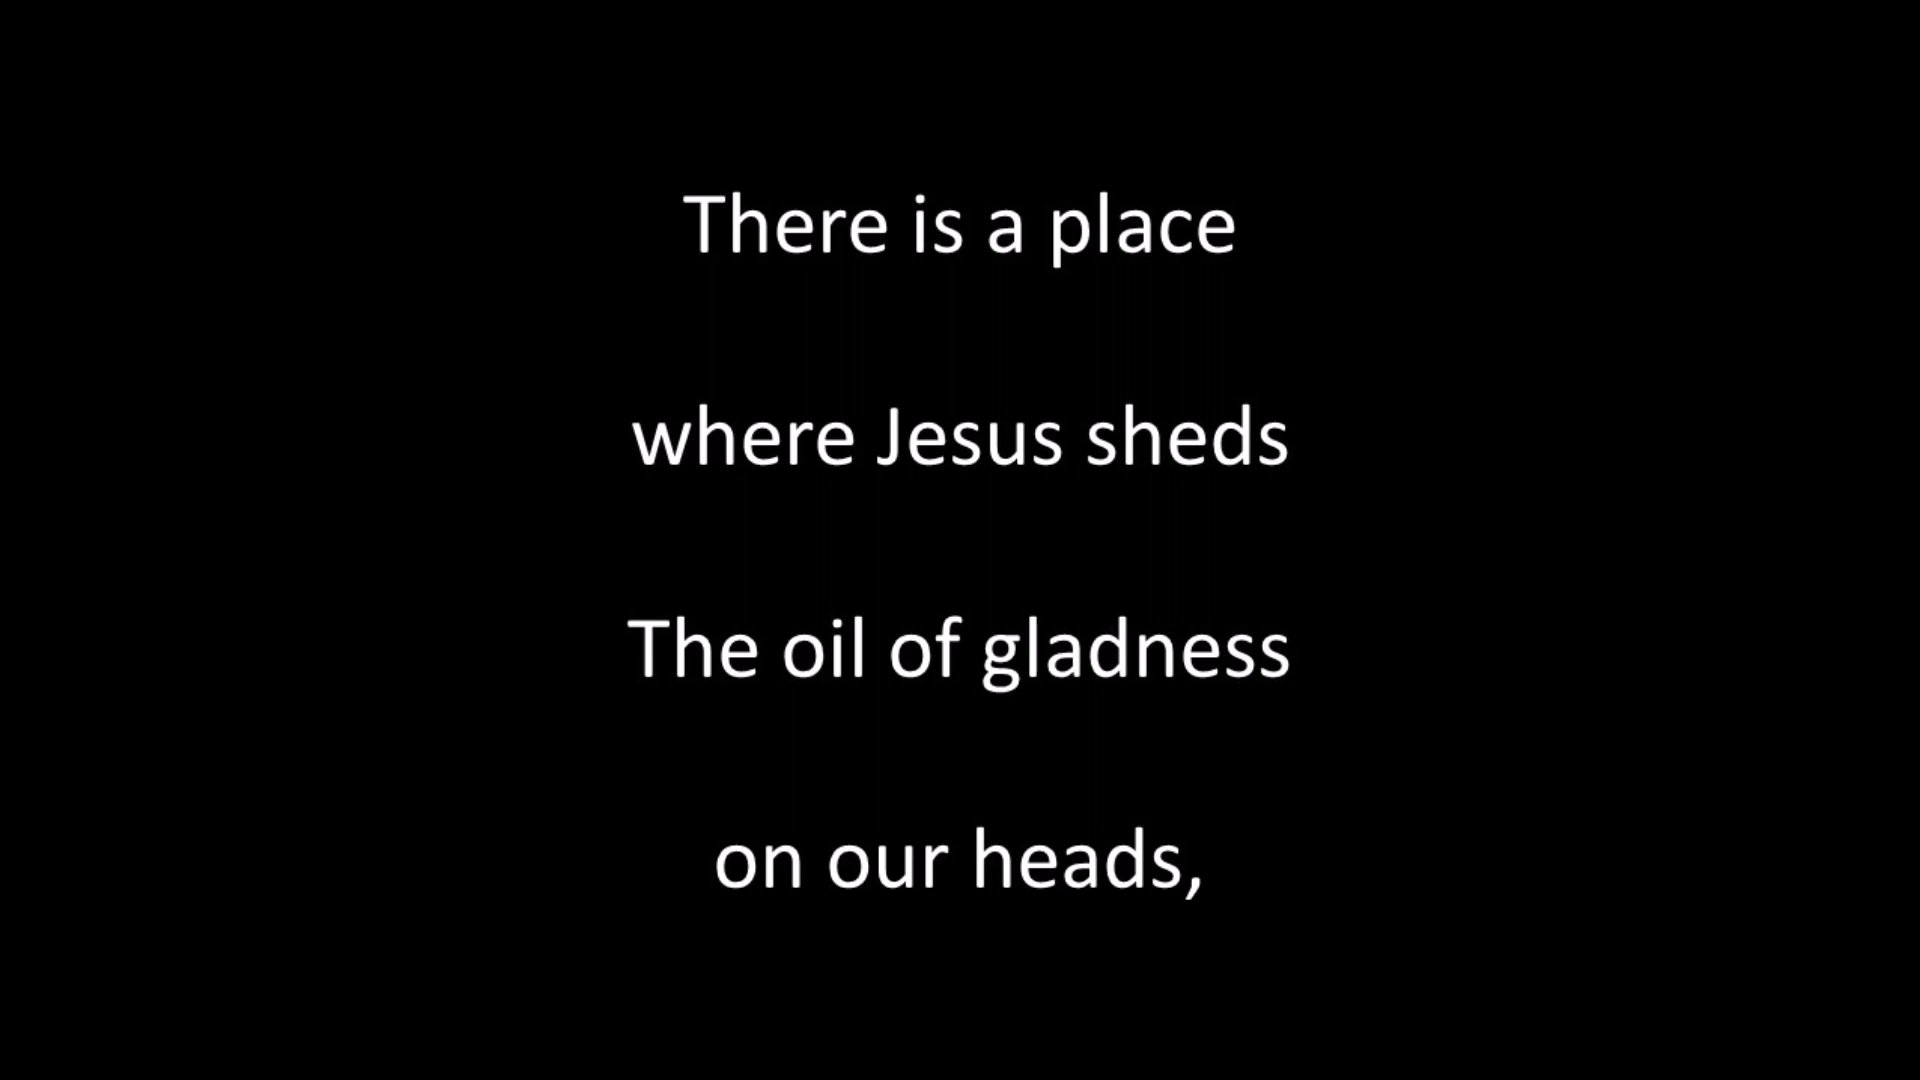 There is a place
where Jesus sheds
The oil of gladness
on our heads,